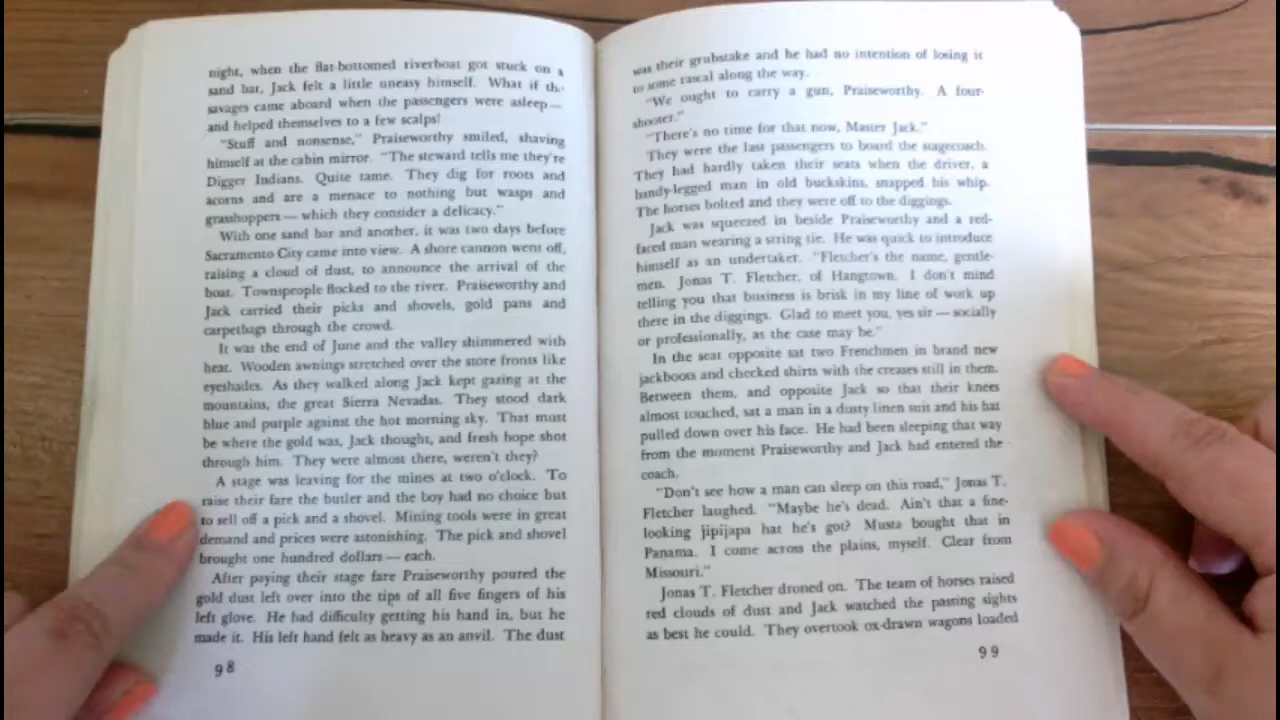 night, when the flat-bottomed riverboat got stuck on a
sand bar, Jack felt a little uneasy himself. What if the
savages came aboard when the passengers were asleep—
and helped themselves to a few scalps!
"Stuff and nonsense," Praiseworthy smiled, shaving
himself at the cabin mirror. "The steward tells me they're
Digger Indians. Quite tame. They dig for roots and
acorns and are a menace to nothing but wasps and
grasshoppers — which they consider a delicacy."
With one sand bar and another, it was two days before
Sacramento City came into view. A shore cannon went off,
raising a cloud of dust, to announce the arrival of the
boat. Townspeople flocked to the river. Praiseworthy and
Jack carried their picks and shovels, gold pans and
carpetbags through the crowd.
It was the end of June and the valley shimmered with
heat. Wooden awnings stretched over the store fronts like
eyeshades. As they walked along Jack kept gazing at the
mountains, the great Sierra Nevadas. They stood dark
blue and purple against the hot morning sky. That must
be where the gold was, Jack thought, and fresh hope shot
through him. They were almost there, weren't they?
A stage was leaving for the mines at two o'clock. To
raise their fare the butler and the boy had no choice but
to sell off a pick and a shovel. Mining tools were in great
demand and prices were astonishing. The pick and shovel
brought one hundred dollars — each.
After paying their stage fare Praiseworthy poured the
gold dust left over into the tips of all five fingers of his
left glove. He had difficulty getting his hand in, but he
made it. His left hand felt as heavy as an anvil. The dust
98
was their grubstake and he had no intention of losing it
to some rascal along the way.
"We ought to carry a gun, Praiseworthy. A four-
shooter."
"There's no time for that now, Master Jack."
They were the last passengers to board the stagecoach.
They had hardly taken their seats when the driver, a
bandy-legged man in old buckskins, snapped his whip.
The horses bolted and they were off to the diggings.
Jack was squeezed in beside Praiseworthy and a red-
faced man wearing a string tie. He was quick to introduce
himself as an undertaker. "Fletcher's the name, gentle-
men. Jonas T. Fletcher, of Hangtown. I don't mind
telling you that business is brisk in my line of work up
there in the diggings. Glad to meet you, yes sir — socially
or professionally, as the case may be."
In the seat opposite sat two Frenchmen in brand new
jackboots and checked shirts with the creases still in them.
Between them, and opposite Jack so that their knees
almost touched, sat a man in a dusty linen suit and his hat
pulled down over his face. He had been sleeping that way
from the moment Praiseworthy and Jack had entered the
coach.
"Don't see how a man can sleep on this road," Jonas T.
Fletcher laughed. "Maybe he's dead. Ain't that a fine-
looking jipijapa hat he's got? Musta bought that in
Panama. I come across the plains, myself. Clear from
Missouri."
Jonas T. Fletcher droned on. The team of horses raised
red clouds of dust and Jack watched the passing sights
as best he could. They overtook ox-drawn wagons loaded
99